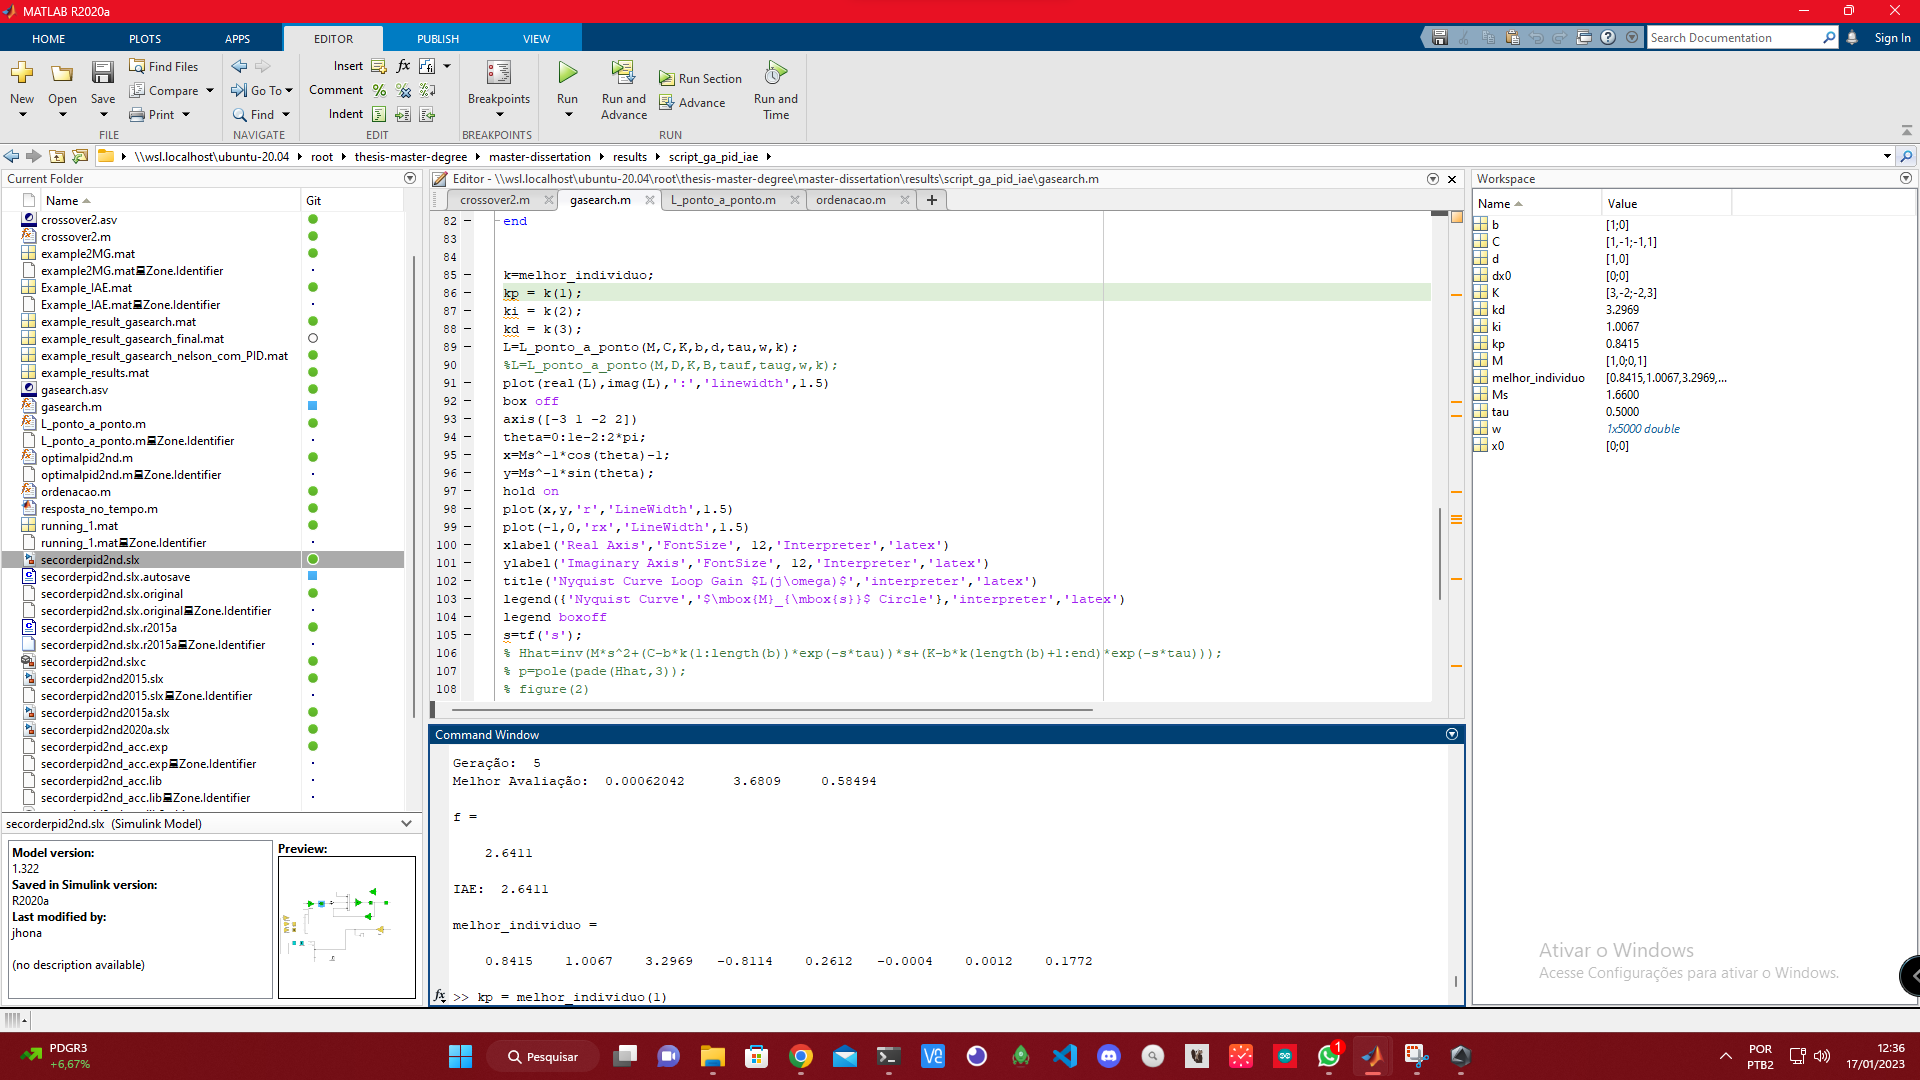 MATLAB R2020a
HOME PLOTS APPS EDITOR PUBLISH VIEW
Search Documentation
Sign In
New
Open
Save
Find Files
Compare
Print
FILE
Go To
Find
NAVIGATE
Insert
Comment
Indent
EDIT
Breakpoints
BREAKPOINTS
Run
Run and Advance
Run Section
Advance
Run and Time
RUN
\\wsl.localhost\ubuntu-20.04 root thesis-master-degree master-dissertation results script_ga_pid_iae
Current Folder
Name Git
crossover2.asv
crossover2.m
example2MG.mat
example2MG.mat:Zone.Identifier
Example_IAE.mat
Example_IAE.mat:Zone.Identifier
example_result_gasearch.mat
example_result_gasearch_final.mat
example_result_gasearch_nelson_com_PID.mat
example_results.mat
gasearch.asv
gasearch.m
L_ponto_a_ponto.m
L_ponto_a_ponto.m:Zone.Identifier
optimalpid2nd.m
optimalpid2nd.m:Zone.Identifier
ordenacao.m
resposta_no_tempo.m
running_1.mat
running_1.mat:Zone.Identifier
secorderpid2nd.slx
secorderpid2nd.slx.autosave
secorderpid2nd.slx.original
secorderpid2nd.slx.original:Zone.Identifier
secorderpid2nd.slx.r2015a
secorderpid2nd.slx.r2015a:Zone.Identifier
secorderpid2nd.slxc
secorderpid2nd2015.slx
secorderpid2nd2015.slx:Zone.Identifier
secorderpid2nd2015a.slx
secorderpid2nd2020a.slx
secorderpid2nd_acc.exp
secorderpid2nd_acc.exp:Zone.Identifier
secorderpid2nd_acc.lib
secorderpid2nd_acc.lib:Zone.Identifier
secorderpid2nd.slx (Simulink Model)
Model version:
1.322
Saved in Simulink version:
R2020a
Last modified by:
jhona
(no description available)
Preview:
Editor - \\wsl.localhost\ubuntu-20.04\root\thesis-master-degree\master-dissertation\results\script_ga_pid_iae\gasearch.m
crossover2.m gasearch.m L_ponto_a_ponto.m ordenacao.m
82 end
83
84
85 k=melhor_individuo;
86 kp = k(1);
87 ki = k(2);
88 kd = k(3);
89 L=L_ponto_a_ponto(M,C,K,b,d,tau,w,k);
90 %L=L_ponto_a_ponto(M,D,K,B,tauf,taug,w,k);
91 plot(real(L),imag(L),':','linewidth',1.5)
92 box off
93 axis([-3 1 -2 2])
94 theta=0:1e-2:2*pi;
95 x=Ms^-1*cos(theta)-1;
96 y=Ms^-1*sin(theta);
97 hold on
98 plot(x,y,'r','LineWidth',1.5)
99 plot(-1,0,'rx','LineWidth',1.5)
100 xlabel('Real Axis','FontSize', 12,'Interpreter','latex')
101 ylabel('Imaginary Axis','FontSize', 12,'Interpreter','latex')
102 title('Nyquist Curve Loop Gain $L(j\omega)$','interpreter','latex')
103 legend({'Nyquist Curve','$\mbox{M}_{\mbox{s}}$ Circle'},'interpreter','latex')
104 legend boxoff
105 s=tf('s');
106 % Hhat=inv(M*s^2+(C-b*k(1:length(b))*exp(-s*tau))*s+(K-b*k(length(b)+1:end)*exp(-s*tau)));
107 % p=pole(pade(Hhat,3));
108 % figure(2)
Command Window
Geração: 5
Melhor Avaliação: 0.00062042 3.6809 0.58494
f =
2.6411
IAE: 2.6411
melhor_individuo =
0.8415 1.0067 3.2969 -0.8114 0.2612 -0.0004 0.0012 0.1772
fx >> kp = melhor_individuo(1)
Workspace
Name Value
b [1;0]
C [1,-1;-1,1]
d [1,0]
dx0 [0;0]
K [3,-2;-2,3]
kd 3.2969
ki 1.0067
kp 0.8415
M [1,0;0,1]
melhor_individuo [0.8415,1.0067,3.2969,...
Ms 1.6600
tau 0.5000
w 1x5000 double
x0 [0;0]
Ativar o Windows
Acesse Configurações para ativar o Windows.
PDGR3
+6,67%
Pesquisar
1
POR
PTB2
12:36
17/01/2023